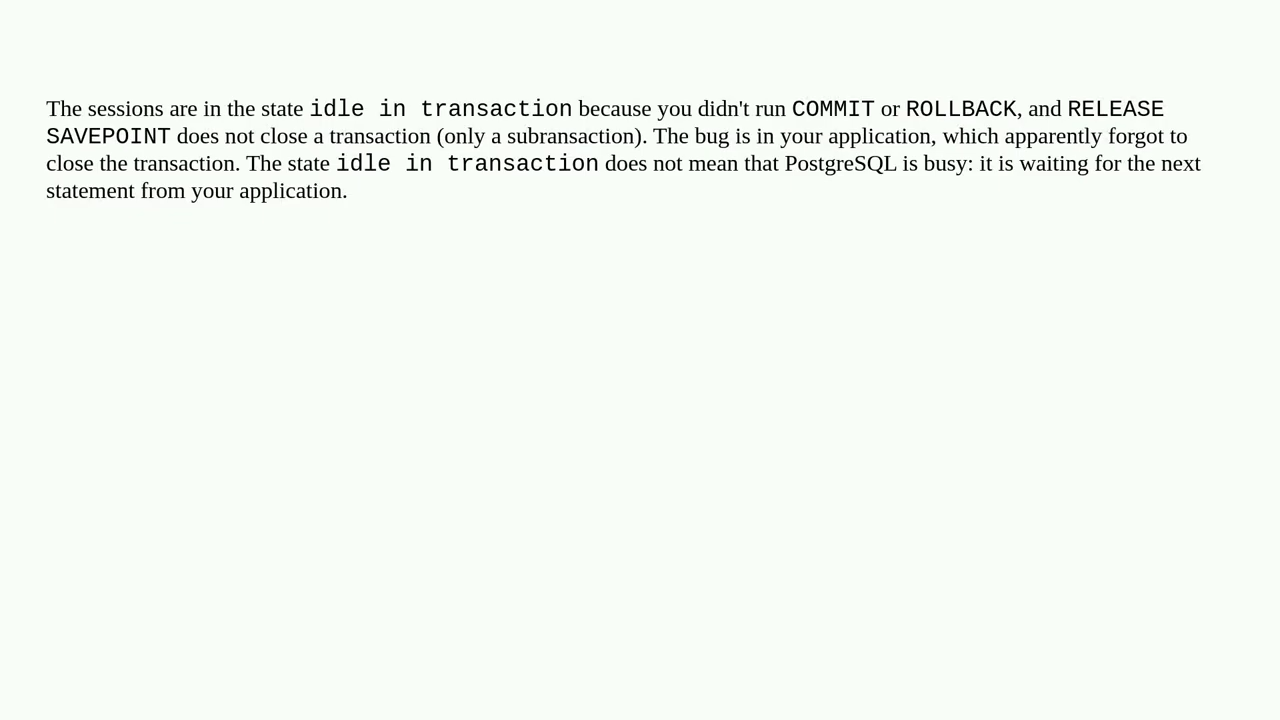 The sessions are in the state idle in transaction because you didn't run COMMIT or ROLLBACK, and RELEASE
SAVEPOINT does not close a transaction (only a subransaction). The bug is in your application, which apparently forgot to
close the transaction. The state idle in transaction does not mean that PostgreSQL is busy: it is waiting for the next
statement from your application.